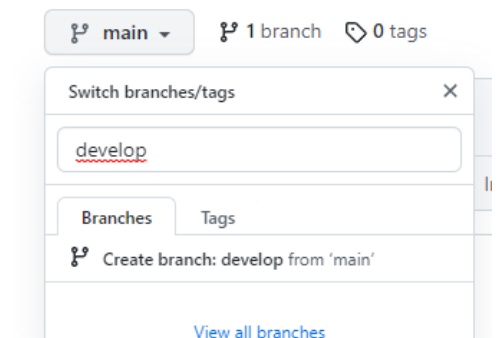 main 1 branch 0 tags
Switch branches/tags
develop
Branches Tags
Create branch: develop from ‘main’
View all branches